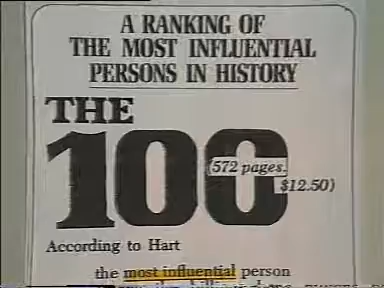 A RANKING OF
THE MOST INFLUENTIAL
PERSONS IN HISTORY
THE
100
(572 pages.
$12.50)
According to Hart
the most influential person